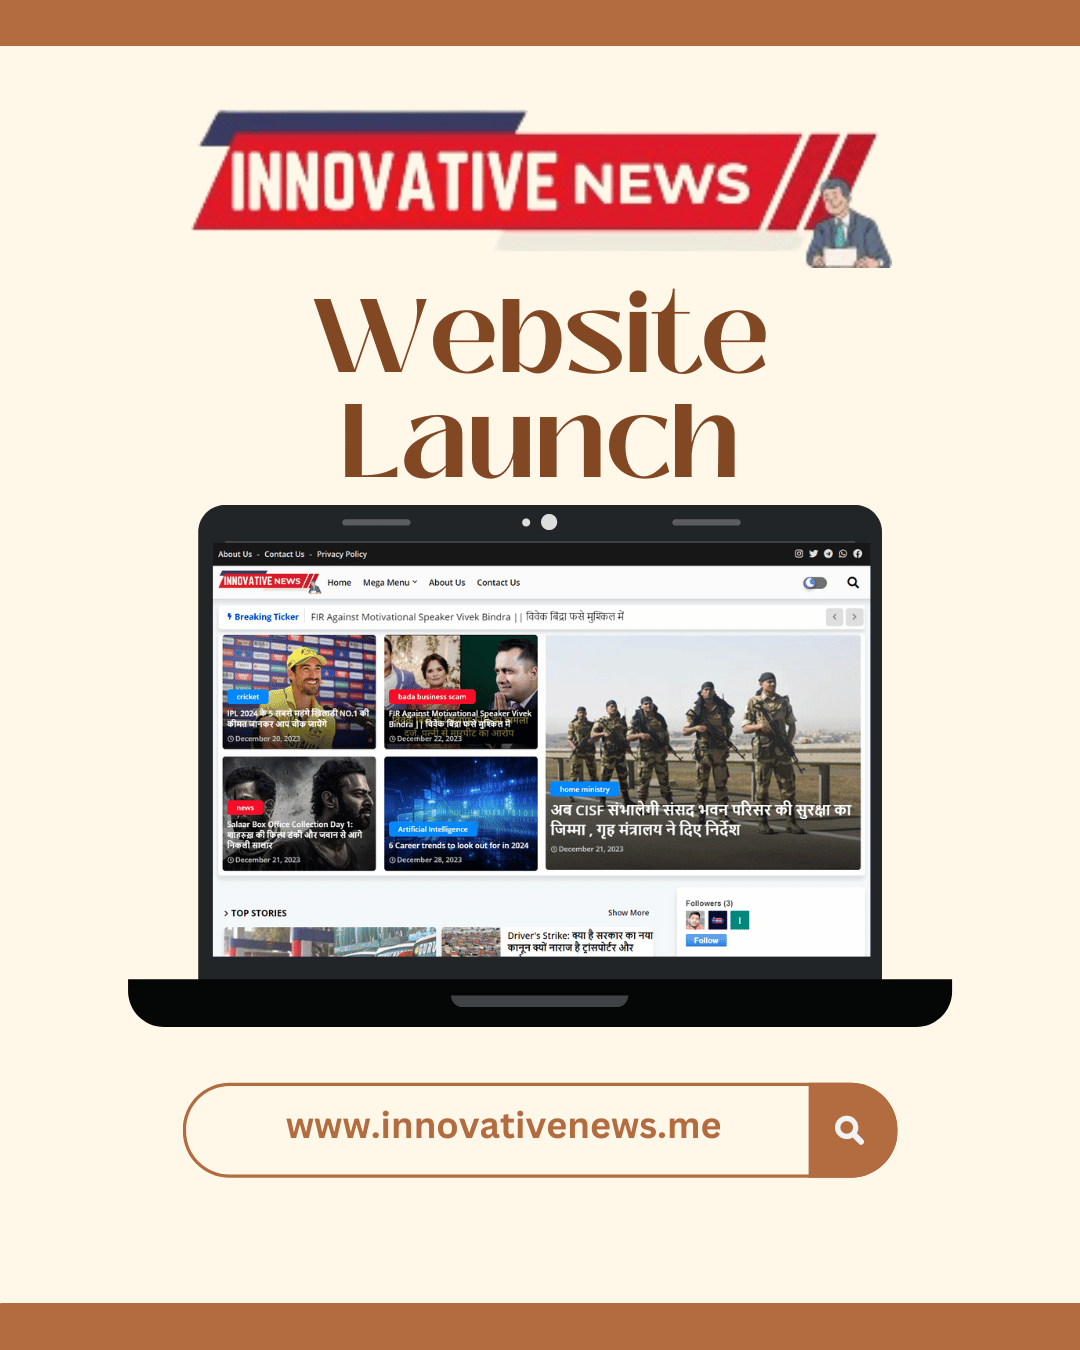 INNOVATIVE NEWS
Website
Launch
About Us - Contact Us - Privacy Policy
INNOVATIVE NEWS
Home Mega Menu About Us Contact Us
Breaking Ticker
FIR Against Motivational Speaker Vivek Bindra || विवेक बिंद्रा फसे मुश्किल में
cricket
IPL 2024 के 5 सबसे महंगे खिलाडी NO.1 की
कीमत जानकर आप चोक जायेंगे
December 20, 2023
bada business scam
FIR Against Motivational Speaker Vivek
Bindra || विवेक बिंद्रा फसे मुश्किल में
दर्ज, पत्नी से मारपीट का आरोप
December 22, 2023
news
Salaar Box Office Collection Day 1:
शाहरुख की फिल्म डंकी और जवान से आगे
निकली सालार
December 21, 2023
Artificial Intelligence
6 Career trends to look out for in 2024
December 28, 2023
home ministry
अब CISF संभालेगी संसद भवन परिसर की सुरक्षा का
जिम्मा , गृह मंत्रालय ने दिए निर्देश
December 21, 2023
TOP STORIES
Show More
Driver's Strike: क्या है सरकार का नया
कानून क्यों नाराज है ट्रांसपोर्टर और
Followers (3)
I
Follow
www.innovativenews.me